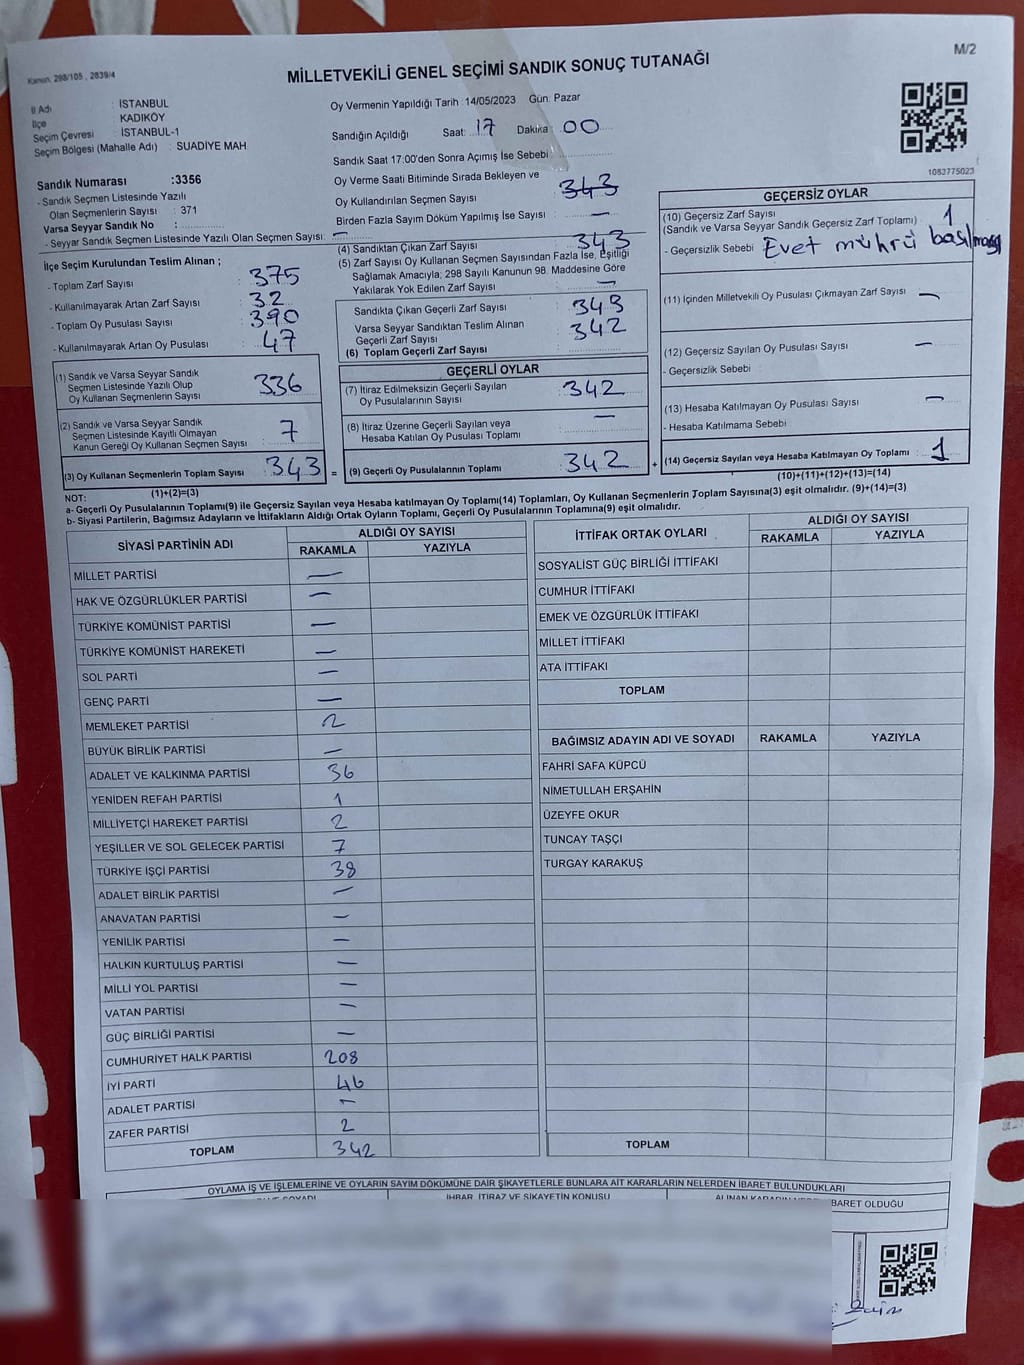 Kanun, 298/105 , 2839/4
M/2
MİLLETVEKİLİ GENEL SEÇİMİ SANDIK SONUÇ TUTANAĞI
İl Adı : İSTANBUL
İlçe : KADIKÖY
Seçim Çevresi : İSTANBUL-1
Seçim Bölgesi (Mahalle Adı) : SUADİYE MAH
Sandık Numarası :3356
- Sandık Seçmen Listesinde Yazılı
Olan Seçmenlerin Sayısı : 371
Varsa Seyyar Sandık No :
- Seyyar Sandık Seçmen Listesinde Yazılı Olan Seçmen Sayısı: —
Oy Vermenin Yapıldığı Tarih :14/05/2023 Gün: Pazar
Sandığın Açıldığı Saat: 17 Dakika 00
Sandık Saat 17:00'den Sonra Açımış İse Sebebi
Oy Verme Saati Bitiminde Sırada Bekleyen ve
Oy Kullandırılan Seçmen Sayısı : 343
Birden Fazla Sayım Döküm Yapılmış İse Sayısı : —
1083775023
İlçe Seçim Kurulundan Teslim Alınan ;
- Toplam Zarf Sayısı : 375
- Kullanılmayarak Artan Zarf Sayısı : 32
- Toplam Oy Pusulası Sayısı : 390
- Kullanılmayarak Artan Oy Pusulası : 47
(1) Sandık ve Varsa Seyyar Sandık
Seçmen Listesinde Yazılı Olup
Oy Kullanan Seçmenlerin Sayısı : 336
(2) Sandık ve Varsa Seyyar Sandık
Seçmen Listesinde Kayıtlı Olmayan
Kanun Gereği Oy Kullanan Seçmen Sayısı : 7
(3) Oy Kullanan Seçmenlerin Toplam Sayısı : 343 =
(1)+(2)=(3)
(4) Sandıktan Çıkan Zarf Sayısı : 343
(5) Zarf Sayısı Oy Kullanan Seçmen Sayısından Fazla İse, Eşitliği
Sağlamak Amacıyla; 298 Sayılı Kanunun 98. Maddesine Göre
Yakılarak Yok Edilen Zarf Sayısı : —
Sandıkta Çıkan Geçerli Zarf Sayısı : 343
Varsa Seyyar Sandıktan Teslim Alınan
Geçerli Zarf Sayısı : 342
(6) Toplam Geçerli Zarf Sayısı :
GEÇERLİ OYLAR
(7) İtiraz Edilmeksizin Geçerli Sayılan
Oy Pusulalarının Sayısı : 342
(8) İtiraz Üzerine Geçerli Sayılan veya
Hesaba Katılan Oy Pusulası Toplamı : —
(9) Geçerli Oy Pusulalarının Toplamı : 342 +
GEÇERSİZ OYLAR
(10) Geçersiz Zarf Sayısı
(Sandık ve Varsa Seyyar Sandık Geçersiz Zarf Toplamı) : 1
- Geçersizlik Sebebi : Evet mührü basılmamış
(11) İçinden Milletvekili Oy Pusulası Çıkmayan Zarf Sayısı : —
(12) Geçersiz Sayılan Oy Pusulası Sayısı : —
- Geçersizlik Sebebi :
(13) Hesaba Katılmayan Oy Pusulası Sayısı : —
- Hesaba Katılmama Sebebi :
(14) Geçersiz Sayılan veya Hesaba Katılmayan Oy Toplamı : 1
(10)+(11)+(12)+(13)=(14)
NOT:
a- Geçerli Oy Pusulalarının Toplamı(9) ile Geçersiz Sayılan veya Hesaba katılmayan Oy Toplamı(14) Toplamları, Oy Kullanan Seçmenlerin Toplam Sayısına(3) eşit olmalıdır. (9)+(14)=(3)
b- Siyasi Partilerin, Bağımsız Adayların ve İttifakların Aldığı Ortak Oyların Toplamı, Geçerli Oy Pusulalarının Toplamına(9) eşit olmalıdır.
SİYASİ PARTİNİN ADI ALDIĞI OY SAYISI
RAKAMLA YAZIYLA
MİLLET PARTİSİ —
HAK VE ÖZGÜRLÜKLER PARTİSİ —
TÜRKİYE KOMÜNİST PARTİSİ —
TÜRKİYE KOMÜNİST HAREKETİ —
SOL PARTİ —
GENÇ PARTİ —
MEMLEKET PARTİSİ 2
BÜYÜK BİRLİK PARTİSİ —
ADALET VE KALKINMA PARTİSİ 36
YENİDEN REFAH PARTİSİ 1
MİLLİYETÇİ HAREKET PARTİSİ 2
YEŞİLLER VE SOL GELECEK PARTİSİ 7
TÜRKİYE İŞÇİ PARTİSİ 38
ADALET BİRLİK PARTİSİ —
ANAVATAN PARTİSİ —
YENİLİK PARTİSİ —
HALKIN KURTULUŞ PARTİSİ —
MİLLİ YOL PARTİSİ —
VATAN PARTİSİ —
GÜÇ BİRLİĞİ PARTİSİ —
CUMHURİYET HALK PARTİSİ 208
İYİ PARTİ 46
ADALET PARTİSİ —
ZAFER PARTİSİ 2
TOPLAM 342
İTTİFAK ORTAK OYLARI ALDIĞI OY SAYISI
RAKAMLA YAZIYLA
SOSYALİST GÜÇ BİRLİĞİ İTTİFAKI
CUMHUR İTTİFAKI
EMEK VE ÖZGÜRLÜK İTTİFAKI
MİLLET İTTİFAKI
ATA İTTİFAKI
TOPLAM
BAĞIMSIZ ADAYIN ADI VE SOYADI RAKAMLA YAZIYLA
FAHRİ SAFA KÜPCÜ
NİMETULLAH ERŞAHİN
ÜZEYFE OKUR
TUNCAY TAŞÇI
TURGAY KARAKUŞ
TOPLAM
OYLAMA İŞ VE İŞLEMLERİNE VE OYLARIN SAYIM DÖKÜMÜNE DAİR ŞİKAYETLERLE BUNLARA AİT KARARLARIN NELERDEN İBARET BULUNDUKLARI
SOYADI İHBAR, İTİRAZ VE ŞİKAYETİN KONUSU ALINAN KARARIN İBARET OLDUĞU